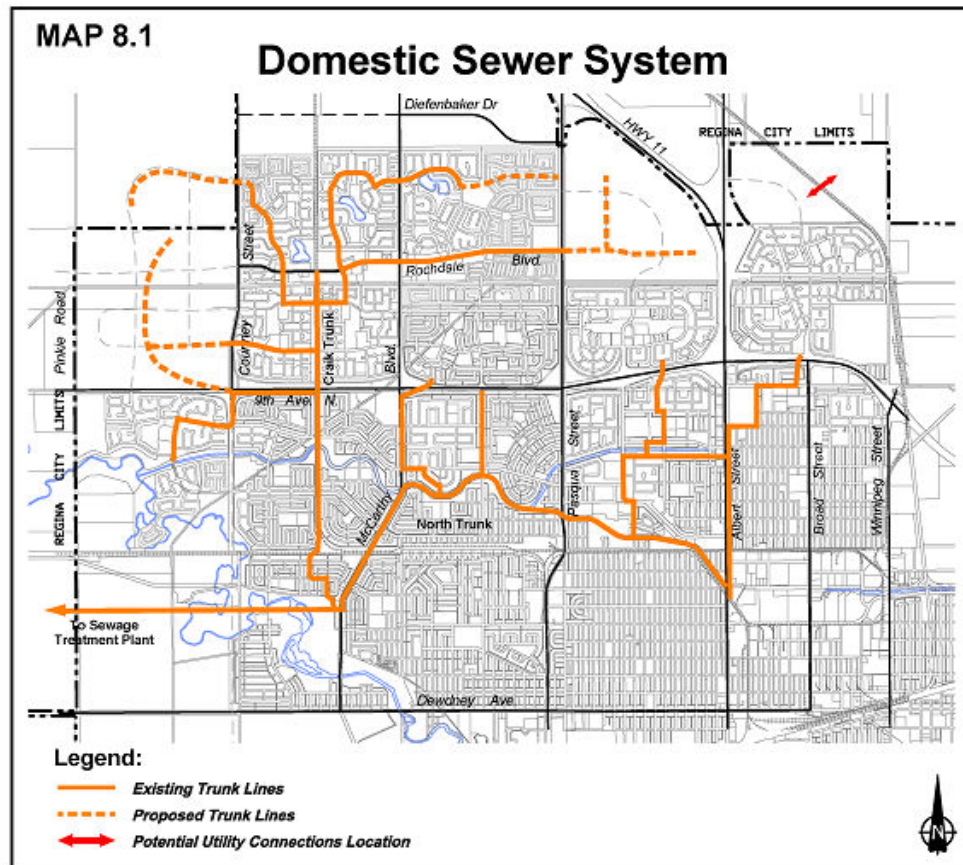 MAP 8.1
Domestic Sewer System
Diefenbaker Dr
HWY 11
REGINA CITY LIMITS
Street
Courtney
Rochdale Blvd.
Pinkie Road
Craik Trunk
Blvd.
McCarthy
9th Ave. N.
REGINA CITY LIMITS
Pasqua Street
Albert Street
Broad Street
Winnipeg Street
North Trunk
To Sewage
Treatment Plant
Dewdney Ave.
Legend:
Existing Trunk Lines
Proposed Trunk Lines
Potential Utility Connections Location
N